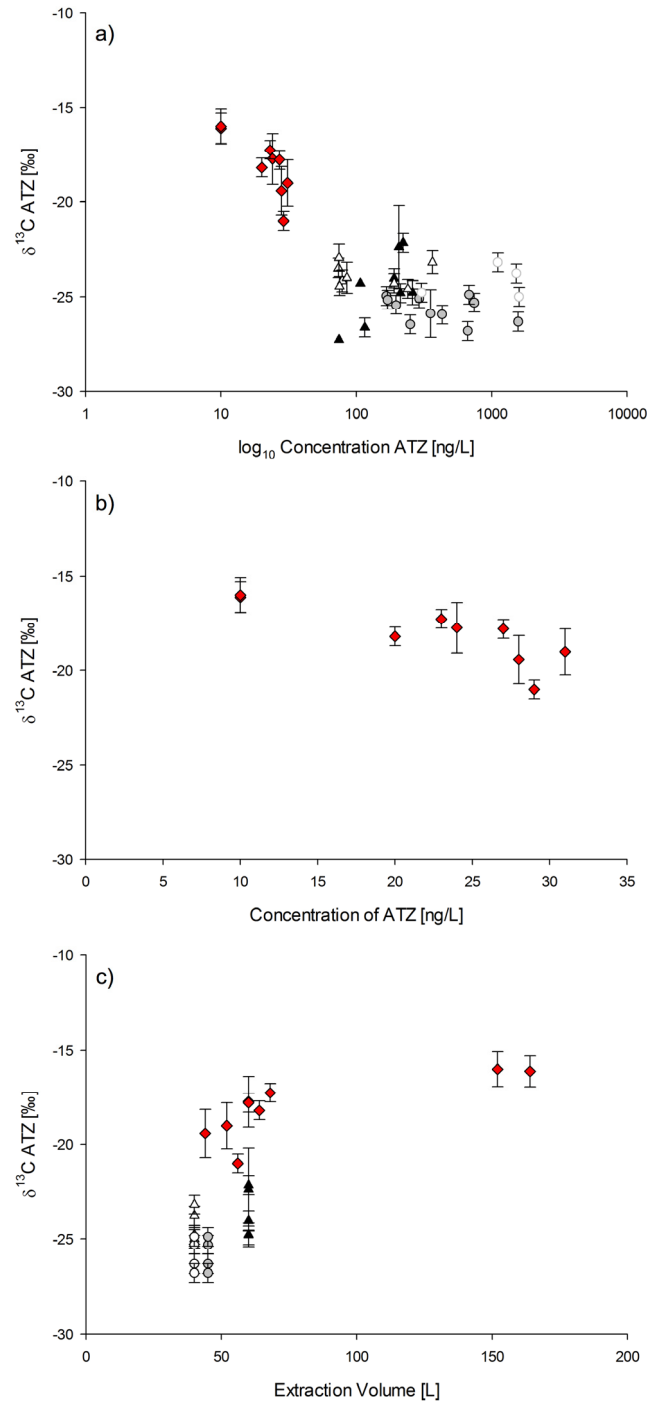 a)
-10
-15
-20
-25
-30
δ ¹³C ATZ [‰]
1 10 100 1000 10000
log₁₀ Concentration ATZ [ng/L]
b)
-10
-15
-20
-25
-30
δ ¹³C ATZ [‰]
0 5 10 15 20 25 30 35
Concentration of ATZ [ng/L]
c)
-10
-15
-20
-25
-30
δ ¹³C ATZ [‰]
0 50 100 150 200
Extraction Volume [L]